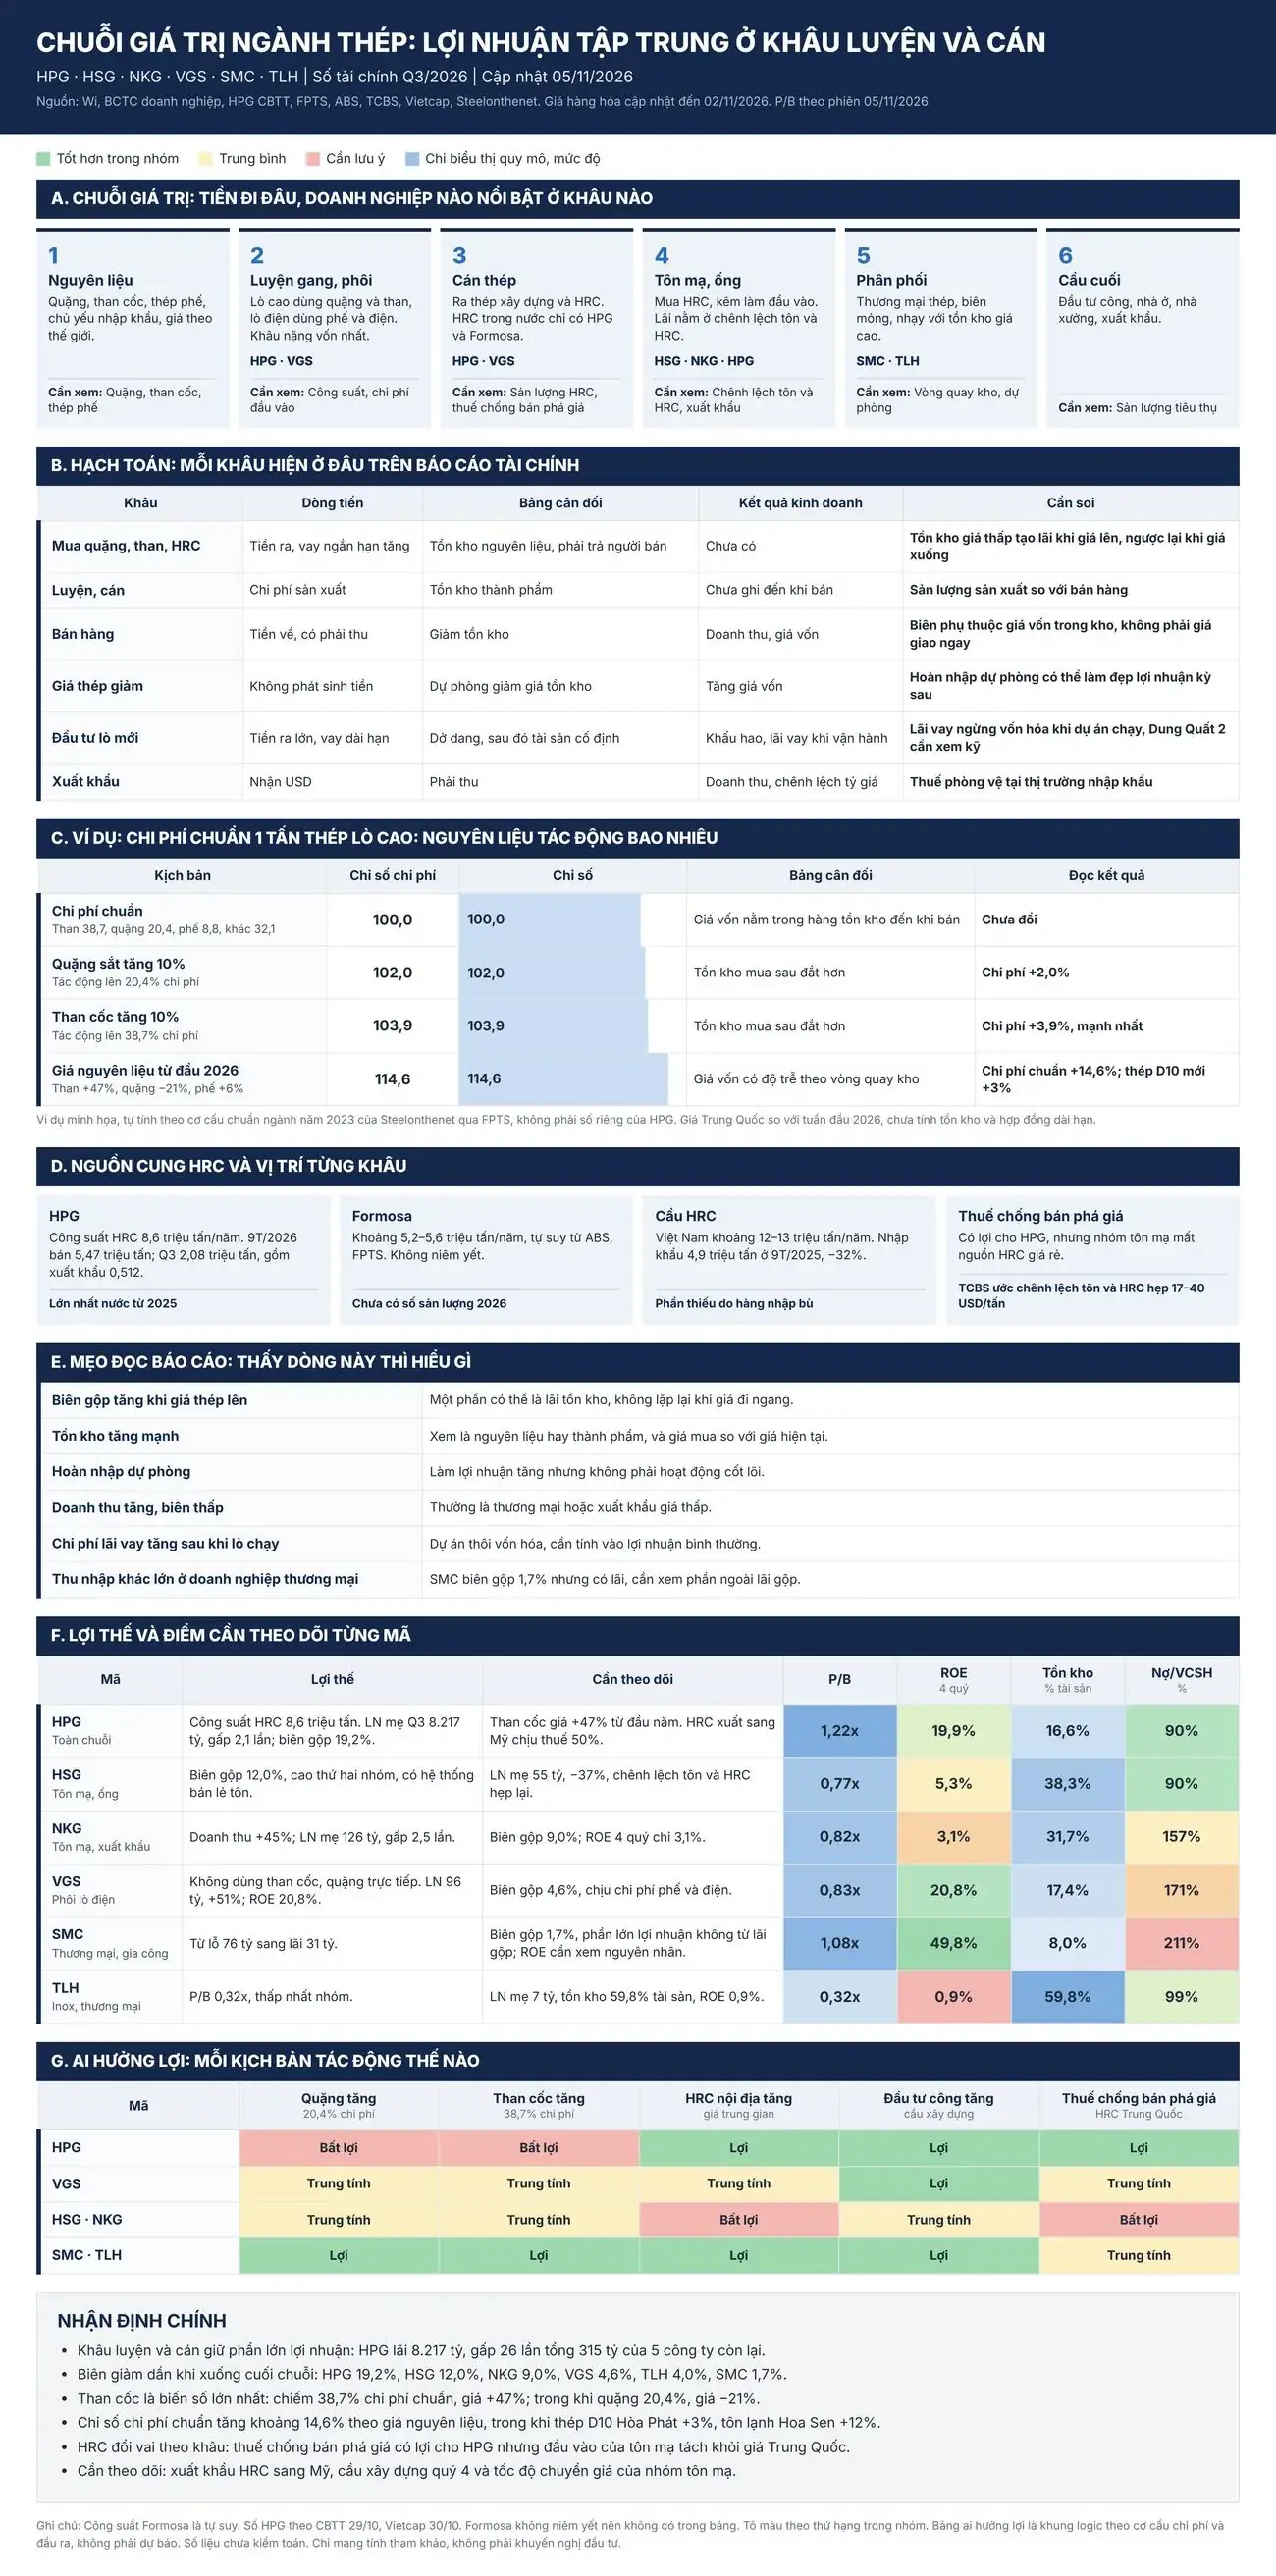 CHUỖI GIÁ TRỊ NGÀNH THÉP: LỢI NHUẬN TẬP TRUNG Ở KHÂU LUYỆN VÀ CÁN
HPG · HSG · NKG · VGS · SMC · TLH | Số tài chính Q3/2026 | Cập nhật 05/11/2026
Nguồn: Wi, BCTC doanh nghiệp, HPG CBTT, FPTS, ABS, TCBS, Vietcap, Steelonthenet. Giá hàng hóa cập nhật đến 02/11/2026. P/B theo phiên 05/11/2026
Tốt hơn trong nhóm
Trung bình
Cần lưu ý
Chỉ biểu thị quy mô, mức độ
A. CHUỖI GIÁ TRỊ: TIỀN ĐI ĐÂU, DOANH NGHIỆP NÀO NỔI BẬT Ở KHÂU NÀO
1
Nguyên liệu
Quặng, than cốc, thép phế,
chủ yếu nhập khẩu, giá theo
thế giới.
Cần xem: Quặng, than cốc,
thép phế
2
Luyện gang, phôi
Lò cao dùng quặng và than,
lò điện dùng phế và điện.
Khâu nặng vốn nhất.
HPG · VGS
Cần xem: Công suất, chi phí
đầu vào
3
Cán thép
Ra thép xây dựng và HRC.
HRC trong nước chỉ có HPG
và Formosa.
HPG · VGS
Cần xem: Sản lượng HRC,
thuế chống bán phá giá
4
Tôn mạ, ống
Mua HRC, kẽm làm đầu vào.
Lãi nằm ở chênh lệch tôn và
HRC.
HSG · NKG · HPG
Cần xem: Chênh lệch tôn và
HRC, xuất khẩu
5
Phân phối
Thương mại thép, biên
mỏng, nhạy với tồn kho giá
cao.
SMC · TLH
Cần xem: Vòng quay kho, dự
phòng
6
Cầu cuối
Đầu tư công, nhà ở, nhà
xưởng, xuất khẩu.
Cần xem: Sản lượng tiêu thụ
B. HẠCH TOÁN: MỖI KHÂU HIỆN Ở ĐÂU TRÊN BÁO CÁO TÀI CHÍNH
Khâu Dòng tiền Bảng cân đối Kết quả kinh doanh Cần soi
Mua quặng, than, HRC Tiền ra, vay ngắn hạn tăng Tồn kho nguyên liệu, phải trả người bán Chưa có Tồn kho giá thấp tạo lãi khi giá lên, ngược lại khi giá
xuống
Luyện, cán Chi phí sản xuất Tồn kho thành phẩm Chưa ghi đến khi bán Sản lượng sản xuất so với bán hàng
Bán hàng Tiền về, có phải thu Giảm tồn kho Doanh thu, giá vốn Biên phụ thuộc giá vốn trong kho, không phải giá
giao ngay
Giá thép giảm Không phát sinh tiền Dự phòng giảm giá tồn kho Tăng giá vốn Hoàn nhập dự phòng có thể làm đẹp lợi nhuận kỳ
sau
Đầu tư lò mới Tiền ra lớn, vay dài hạn Dở dang, sau đó tài sản cố định Khấu hao, lãi vay khi vận hành Lãi vay ngừng vốn hóa khi dự án chạy, Dung Quất 2
cần xem kỹ
Xuất khẩu Nhận USD Phải thu Doanh thu, chênh lệch tỷ giá Thuế phòng vệ tại thị trường nhập khẩu
C. VÍ DỤ: CHI PHÍ CHUẨN 1 TẤN THÉP LÒ CAO: NGUYÊN LIỆU TÁC ĐỘNG BAO NHIÊU
Kịch bản Chỉ số chi phí Chỉ số Bảng cân đối Đọc kết quả
Chi phí chuẩn
Than 38,7, quặng 20,4, phế 8,8, khác 32,1
100,0 100,0 Giá vốn nằm trong hàng tồn kho đến khi bán Chưa đổi
Quặng sắt tăng 10%
Tác động lên 20,4% chi phí
102,0 102,0 Tồn kho mua sau đắt hơn Chi phí +2,0%
Than cốc tăng 10%
Tác động lên 38,7% chi phí
103,9 103,9 Tồn kho mua sau đắt hơn Chi phí +3,9%, mạnh nhất
Giá nguyên liệu từ đầu 2026
Than +47%, quặng −21%, phế +6%
114,6 114,6 Giá vốn có độ trễ theo vòng quay kho Chi phí chuẩn +14,6%; thép D10 mới
+3%
Ví dụ minh họa, tự tính theo cơ cấu chuẩn ngành năm 2023 của Steelonthenet qua FPTS, không phải số riêng của HPG. Giá Trung Quốc so với tuần đầu 2026, chưa tính tồn kho và hợp đồng dài hạn.
D. NGUỒN CUNG HRC VÀ VỊ TRÍ TỪNG KHÂU
HPG
Công suất HRC 8,6 triệu tấn/năm. 9T/2026
bán 5,47 triệu tấn; Q3 2,08 triệu tấn, gồm
xuất khẩu 0,512.
Lớn nhất nước từ 2025
Formosa
Khoảng 5,2–5,6 triệu tấn/năm, tự suy từ ABS,
FPTS. Không niêm yết.
Chưa có số sản lượng 2026
Cầu HRC
Việt Nam khoảng 12–13 triệu tấn/năm. Nhập
khẩu 4,9 triệu tấn ở 9T/2025, −32%.
Phần thiếu do hàng nhập bù
Thuế chống bán phá giá
Có lợi cho HPG, nhưng nhóm tôn mạ mất
nguồn HRC giá rẻ.
TCBS ước chênh lệch tôn và HRC hẹp 17–40
USD/tấn
E. MẸO ĐỌC BÁO CÁO: THẤY DÒNG NÀY THÌ HIỂU GÌ
Biên gộp tăng khi giá thép lên Một phần có thể là lãi tồn kho, không lặp lại khi giá đi ngang.
Tồn kho tăng mạnh Xem là nguyên liệu hay thành phẩm, và giá mua so với giá hiện tại.
Hoàn nhập dự phòng Làm lợi nhuận tăng nhưng không phải hoạt động cốt lõi.
Doanh thu tăng, biên thấp Thường là thương mại hoặc xuất khẩu giá thấp.
Chi phí lãi vay tăng sau khi lò chạy Dự án thôi vốn hóa, cần tính vào lợi nhuận bình thường.
Thu nhập khác lớn ở doanh nghiệp thương mại SMC biên gộp 1,7% nhưng có lãi, cần xem phần ngoài lãi gộp.
F. LỢI THẾ VÀ ĐIỂM CẦN THEO DÕI TỪNG MÃ
Mã Lợi thế Cần theo dõi P/B ROE Tồn kho Nợ/VCSH
4 quý % tài sản %
HPG
Toàn chuỗi
Công suất HRC 8,6 triệu tấn. LN mẹ Q3 8.217
tỷ, gấp 2,1 lần; biên gộp 19,2%.
Than cốc giá +47% từ đầu năm. HRC xuất sang
Mỹ chịu thuế 50%.
1,22x 19,9% 16,6% 90%
HSG
Tôn mạ, ống
Biên gộp 12,0%, cao thứ hai nhóm, có hệ thống
bán lẻ tôn.
LN mẹ 55 tỷ, −37%, chênh lệch tôn và HRC
hẹp lại.
0,77x 5,3% 38,3% 90%
NKG
Tôn mạ, xuất khẩu
Doanh thu +45%; LN mẹ 126 tỷ, gấp 2,5 lần.
Biên gộp 9,0%; ROE 4 quý chỉ 3,1%.
0,82x 3,1% 31,7% 157%
VGS
Phôi lò điện
Không dùng than cốc, quặng trực tiếp. LN 96
tỷ, +51%; ROE 20,8%.
Biên gộp 4,6%, chịu chi phí phế và điện.
0,83x 20,8% 17,4% 171%
SMC
Thương mại, gia công
Từ lỗ 76 tỷ sang lãi 31 tỷ.
Biên gộp 1,7%, phần lớn lợi nhuận không từ lãi
gộp; ROE cần xem nguyên nhân.
1,08x 49,8% 8,0% 211%
TLH
Inox, thương mại
P/B 0,32x, thấp nhất nhóm.
LN mẹ 7 tỷ, tồn kho 59,8% tài sản, ROE 0,9%.
0,32x 0,9% 59,8% 99%
G. AI HƯỞNG LỢI: MỖI KỊCH BẢN TÁC ĐỘNG THẾ NÀO
Mã Quặng tăng Than cốc tăng HRC nội địa tăng Đầu tư công tăng Thuế chống bán phá giá
20,4% chi phí 38,7% chi phí giá trung gian cầu xây dựng HRC Trung Quốc
HPG Bất lợi Bất lợi Lợi Lợi Lợi
VGS Trung tính Trung tính Trung tính Lợi Trung tính
HSG · NKG Trung tính Trung tính Bất lợi Trung tính Bất lợi
SMC · TLH Lợi Lợi Lợi Lợi Trung tính
NHẬN ĐỊNH CHÍNH
• Khâu luyện và cán giữ phần lớn lợi nhuận: HPG lãi 8.217 tỷ, gấp 26 lần tổng 315 tỷ của 5 công ty còn lại.
• Biên giảm dần khi xuống cuối chuỗi: HPG 19,2%, HSG 12,0%, NKG 9,0%, VGS 4,6%, TLH 4,0%, SMC 1,7%.
• Than cốc là biến số lớn nhất: chiếm 38,7% chi phí chuẩn, giá +47%; trong khi quặng 20,4%, giá −21%.
• Chỉ số chi phí chuẩn tăng khoảng 14,6% theo giá nguyên liệu, trong khi thép D10 Hòa Phát +3%, tôn lạnh Hoa Sen +12%.
• HRC đổi vai theo khâu: thuế chống bán phá giá có lợi cho HPG nhưng đầu vào của tôn mạ tách khỏi giá Trung Quốc.
• Cần theo dõi: xuất khẩu HRC sang Mỹ, cầu xây dựng quý 4 và tốc độ chuyển giá của nhóm tôn mạ.
Ghi chú: Công suất Formosa là tự suy. Số HPG theo CBTT 29/10, Vietcap 30/10. Formosa không niêm yết nên không có trong bảng. Tô màu theo thứ hạng trong nhóm. Bảng ai hưởng lợi là khung logic theo cơ cấu chi phí và
đầu ra, không phải dự báo. Số liệu chưa kiểm toán. Chỉ mang tính tham khảo, không phải khuyến nghị đầu tư.